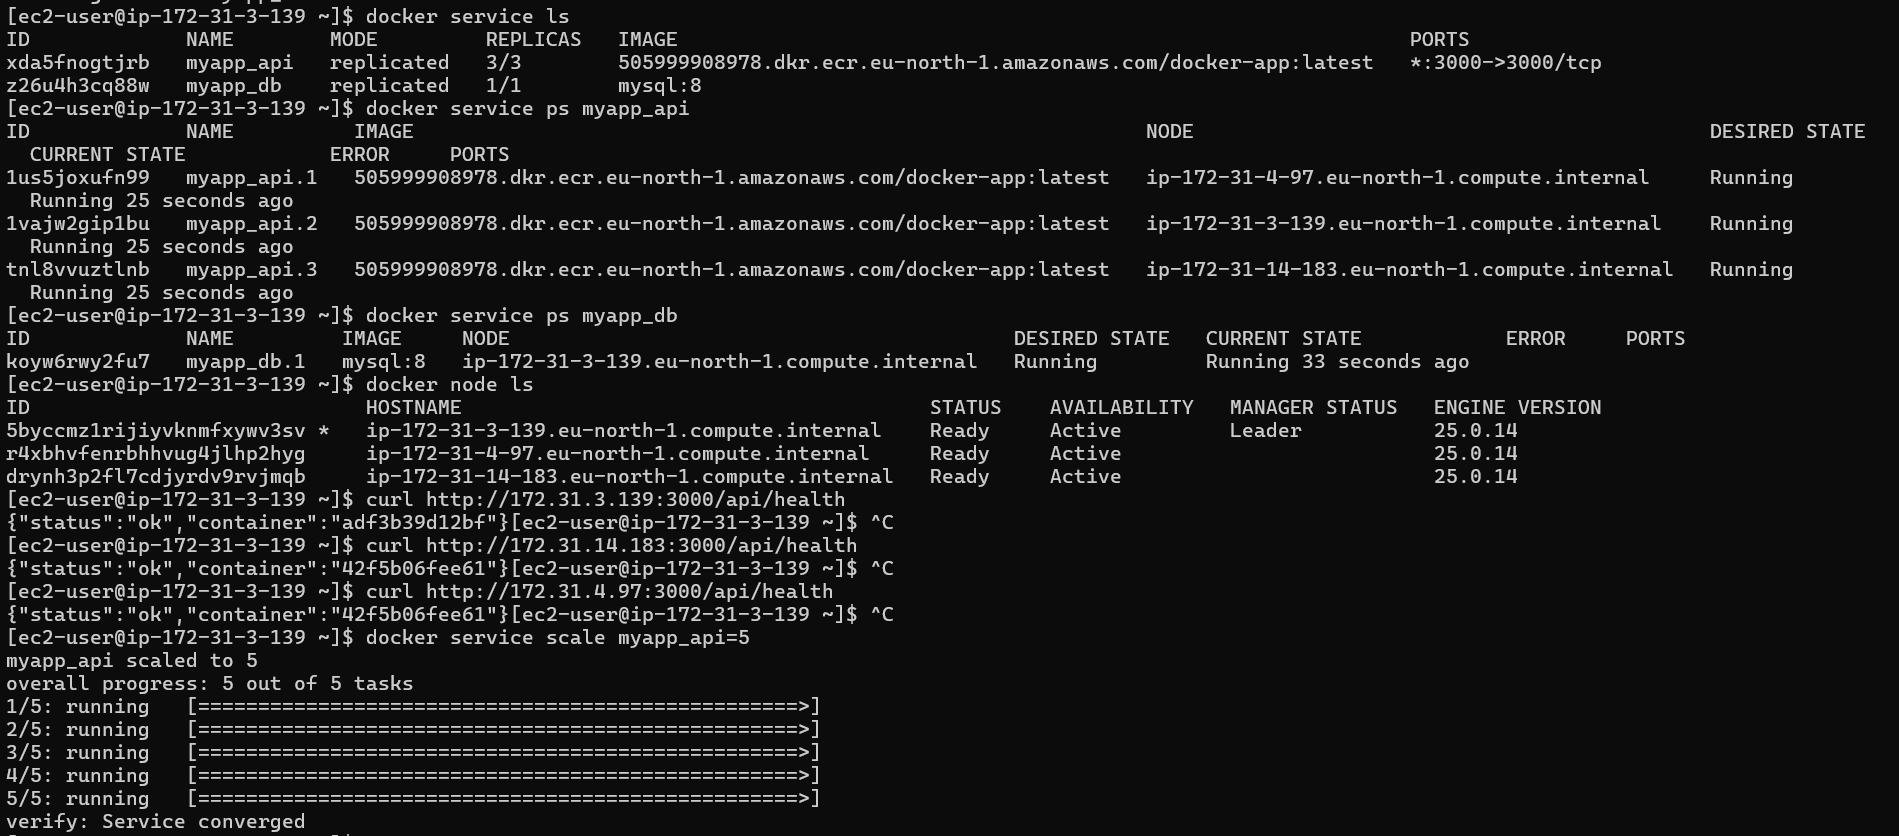 [ec2-user@ip-172-31-3-139 ~]$ docker service ls
ID             NAME        MODE         REPLICAS   IMAGE                                                             PORTS
xda5fnogtjrb   myapp_api   replicated   3/3        505999908978.dkr.ecr.eu-north-1.amazonaws.com/docker-app:latest   *:3000->3000/tcp
z26u4h3cq88w   myapp_db    replicated   1/1        mysql:8
[ec2-user@ip-172-31-3-139 ~]$ docker service ps myapp_api
ID             NAME          IMAGE                                                             NODE                                           DESIRED STATE
  CURRENT STATE            ERROR     PORTS
1us5joxufn99   myapp_api.1   505999908978.dkr.ecr.eu-north-1.amazonaws.com/docker-app:latest   ip-172-31-4-97.eu-north-1.compute.internal     Running
  Running 25 seconds ago
1vajw2gip1bu   myapp_api.2   505999908978.dkr.ecr.eu-north-1.amazonaws.com/docker-app:latest   ip-172-31-3-139.eu-north-1.compute.internal    Running
  Running 25 seconds ago
tnl8vvuztlnb   myapp_api.3   505999908978.dkr.ecr.eu-north-1.amazonaws.com/docker-app:latest   ip-172-31-14-183.eu-north-1.compute.internal   Running
  Running 25 seconds ago
[ec2-user@ip-172-31-3-139 ~]$ docker service ps myapp_db
ID             NAME         IMAGE     NODE                                          DESIRED STATE   CURRENT STATE            ERROR     PORTS
koyw6rwy2fu7   myapp_db.1   mysql:8   ip-172-31-3-139.eu-north-1.compute.internal   Running         Running 33 seconds ago
[ec2-user@ip-172-31-3-139 ~]$ docker node ls
ID                            HOSTNAME                                       STATUS    AVAILABILITY   MANAGER STATUS   ENGINE VERSION
5byccmz1rijiyvknmfxywv3sv *   ip-172-31-3-139.eu-north-1.compute.internal    Ready     Active         Leader           25.0.14
r4xbhvfenrbhhvug4jlhp2hyg     ip-172-31-4-97.eu-north-1.compute.internal     Ready     Active                          25.0.14
drynh3p2fl7cdjyrdv9rvjmqb     ip-172-31-14-183.eu-north-1.compute.internal   Ready     Active                          25.0.14
[ec2-user@ip-172-31-3-139 ~]$ curl http://172.31.3.139:3000/api/health
{"status":"ok","container":"adf3b39d12bf"}[ec2-user@ip-172-31-3-139 ~]$ ^C
[ec2-user@ip-172-31-3-139 ~]$ curl http://172.31.14.183:3000/api/health
{"status":"ok","container":"42f5b06fee61"}[ec2-user@ip-172-31-3-139 ~]$ ^C
[ec2-user@ip-172-31-3-139 ~]$ curl http://172.31.4.97:3000/api/health
{"status":"ok","container":"42f5b06fee61"}[ec2-user@ip-172-31-3-139 ~]$ ^C
[ec2-user@ip-172-31-3-139 ~]$ docker service scale myapp_api=5
myapp_api scaled to 5
overall progress: 5 out of 5 tasks
1/5: running   [==================================================>]
2/5: running   [==================================================>]
3/5: running   [==================================================>]
4/5: running   [==================================================>]
5/5: running   [==================================================>]
verify: Service converged